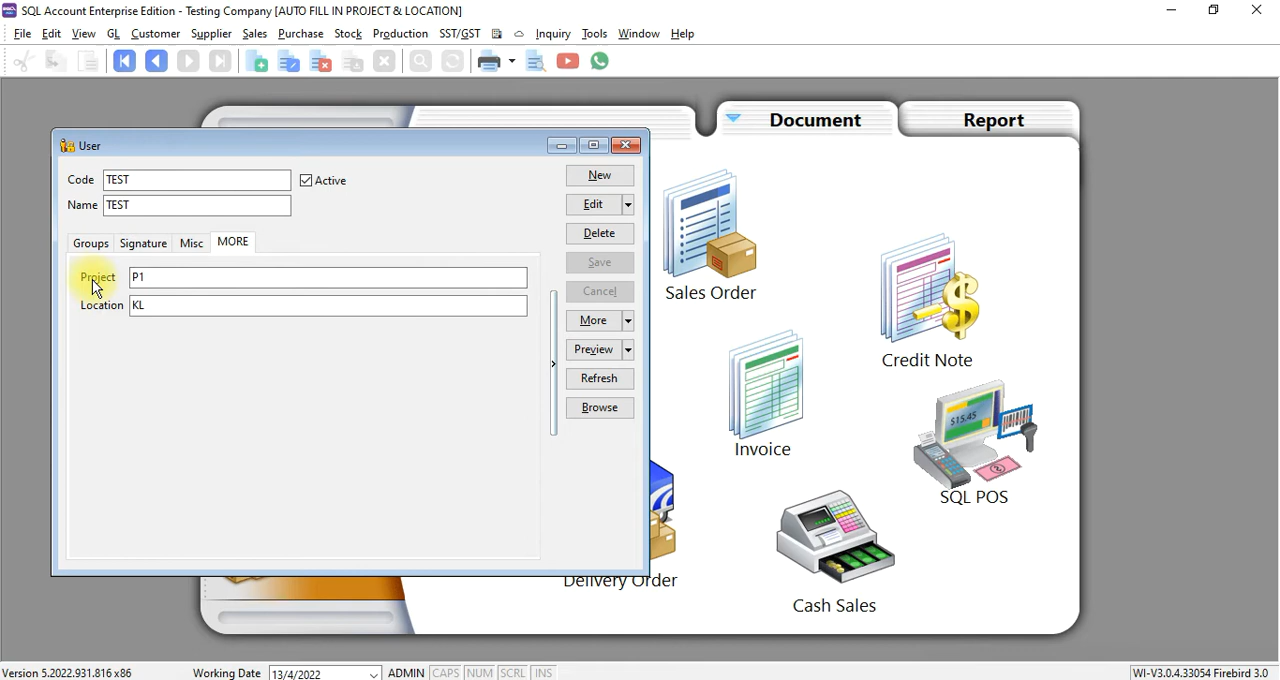 SQL Account Enterprise Edition - Testing Company [AUTO FILL IN PROJECT & LOCATION]
File Edit View GL Customer Supplier Sales Purchase Stock Production SST/GST Inquiry Tools Window Help
Document
Report
User
Code TEST Active
Name TEST
Groups Signature Misc MORE
Project P1
Location KL
New
Edit
Delete
Save
Cancel
More
Preview
Refresh
Browse
Sales Order
Credit Note
$15.45
Invoice
SQL POS
Delivery Order
Cash Sales
Version 5.2022.931.816 x86 Working Date 13/4/2022 ADMIN CAPS NUM SCRL INS WI-V3.0.4.33054 Firebird 3.0